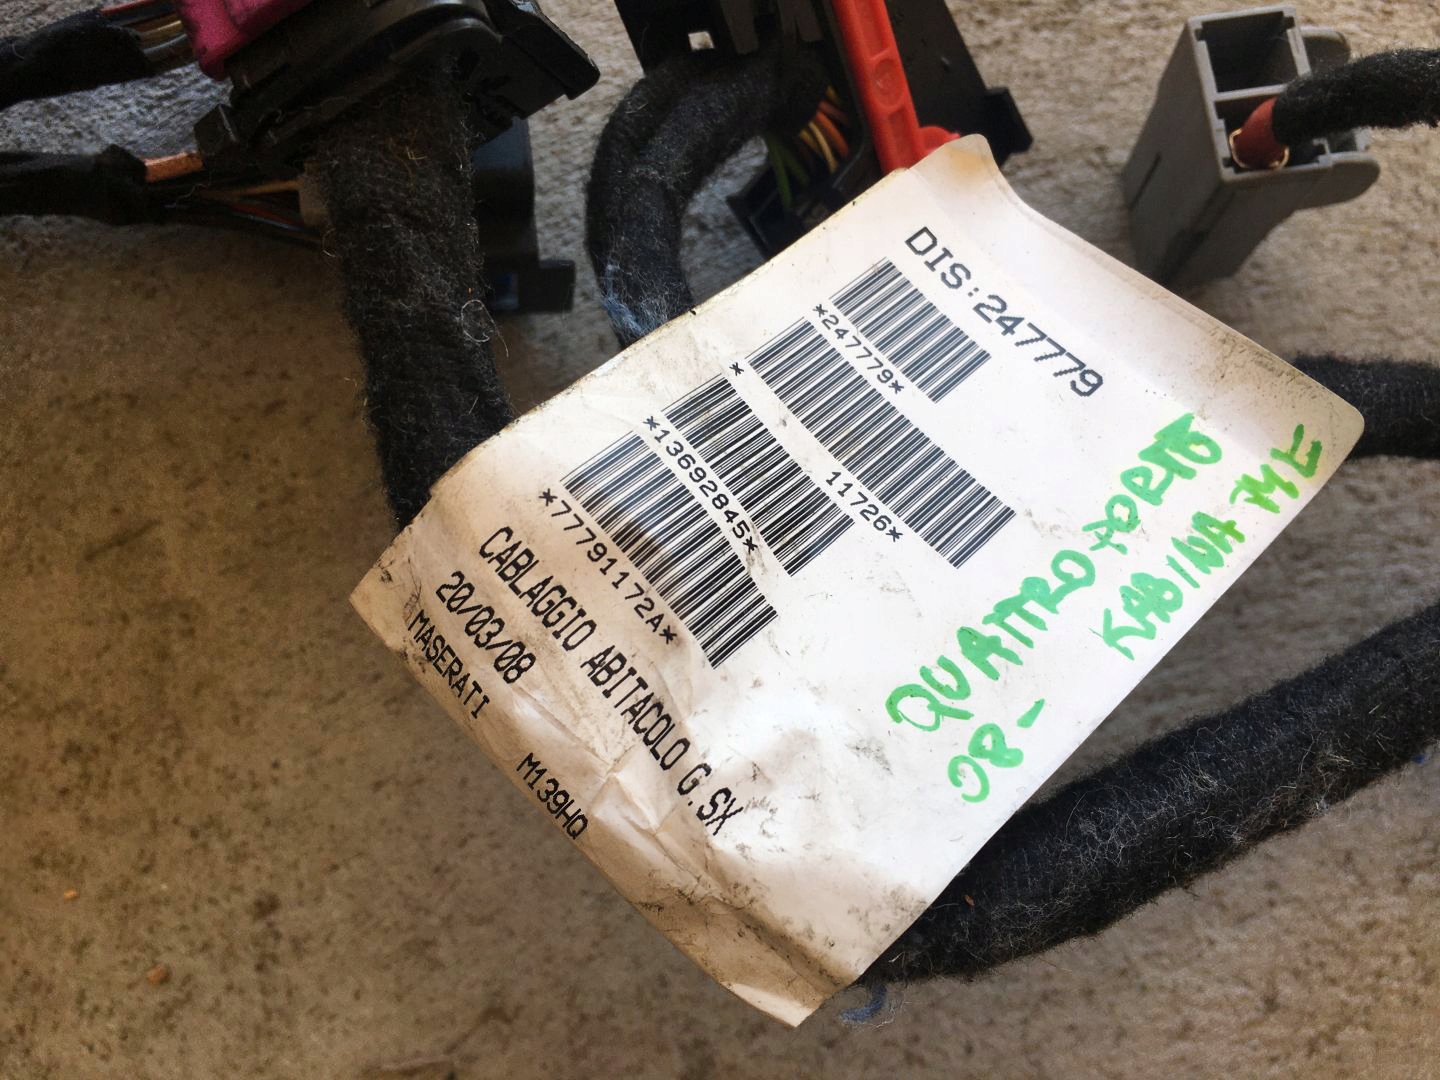 DIS:247779
*247779*
* 11726*
*13692845*
*77791172A*
CABLAGGIO ABITACOLO G.SX
20/03/08
MASERATI M139HQ
QUATTROPORTE
08-
KABINA ML